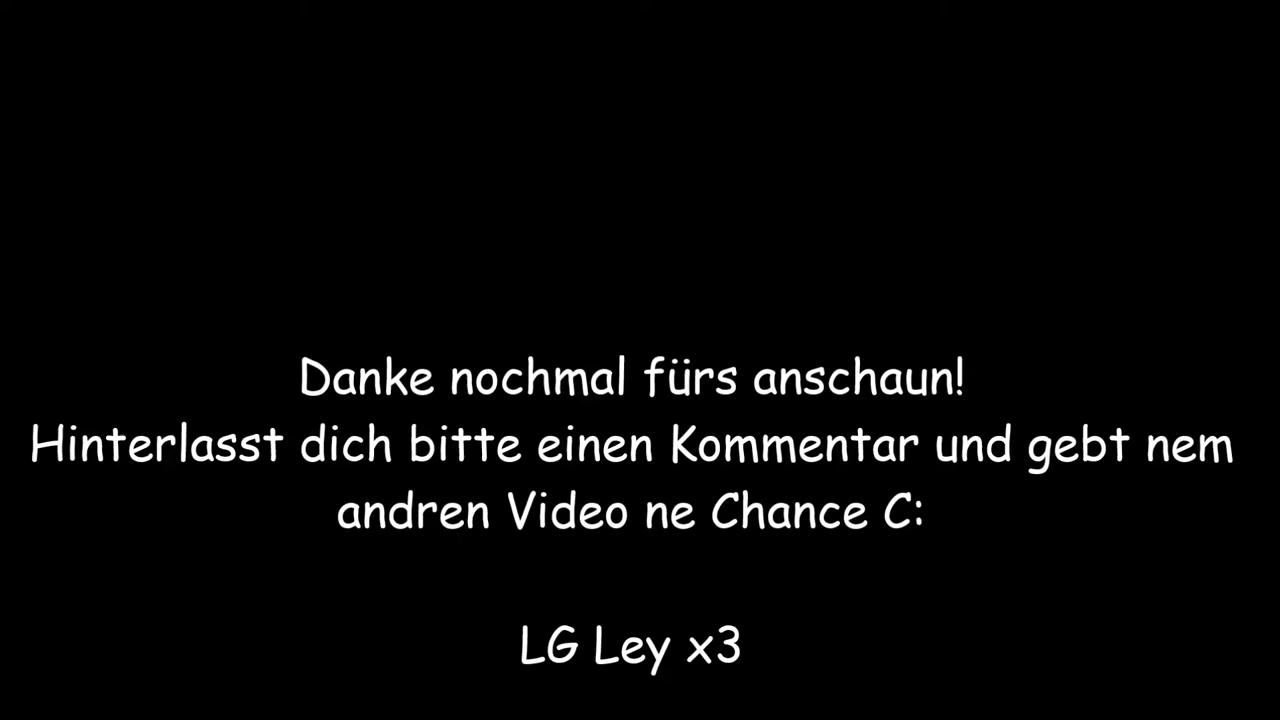 Danke nochmal fürs anschaun!
Hinterlasst dich bitte einen Kommentar und gebt nem
andren Video ne Chance C:
LG Ley x3